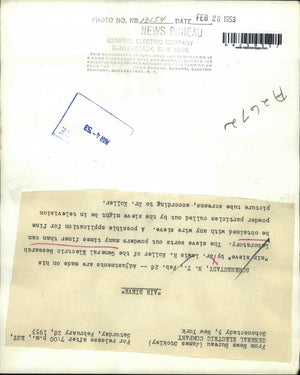 PHOTO NO. NB 13154 DATE FEB 28 1953
NEWS BUREAU
GENERAL ELECTRIC COMPANY
SCHENECTADY, NEW YORK
A2672
MAR-4-53
From News Bureau (James Stokley)
GENERAL ELECTRIC COMPANY
Schenectady 5, New York
For release after 7:00 p.m. EST,
Saturday, February 28, 1953
"AIR SIEVE"
SCHENECTADY, N. Y., Feb. 28 -- Adjustments are made on his
"air sieve" by Dr. Lewis R. Koller of the General Electric Research
Laboratory. The sieve sorts out powders many times finer than can
be obtained with any wire sieve. A possible application for fine
powder particles culled out by the sieve might be in television
picture tube screens, according to Dr. Koller.